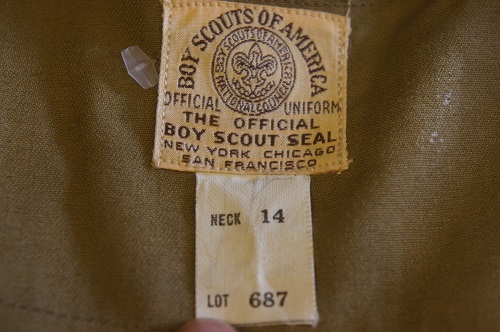 BOY SCOUTS OF AMERICA
BOY SCOUTS OF AMERICA
NATIONAL COUNCIL
OFFICIAL UNIFORM
THE OFFICIAL
BOY SCOUT SEAL
NEW YORK CHICAGO
SAN FRANCISCO
NECK 14
LOT 687